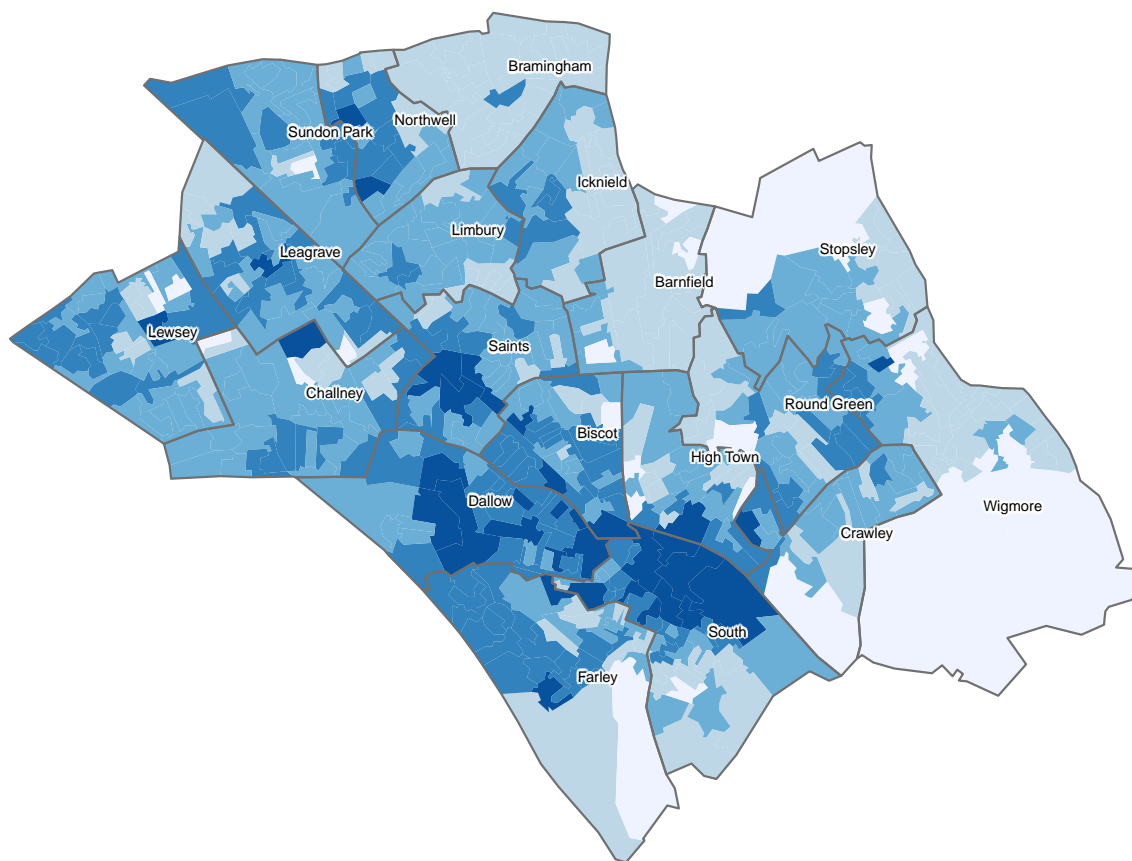 Bramingham
Northwell
Sundon Park
Icknield
Limbury
Stopsley
Leagrave
Barnfield
Lewsey
Saints
Challney
Round Green
Biscot
High Town
Dallow
Wigmore
Crawley
South
Farley